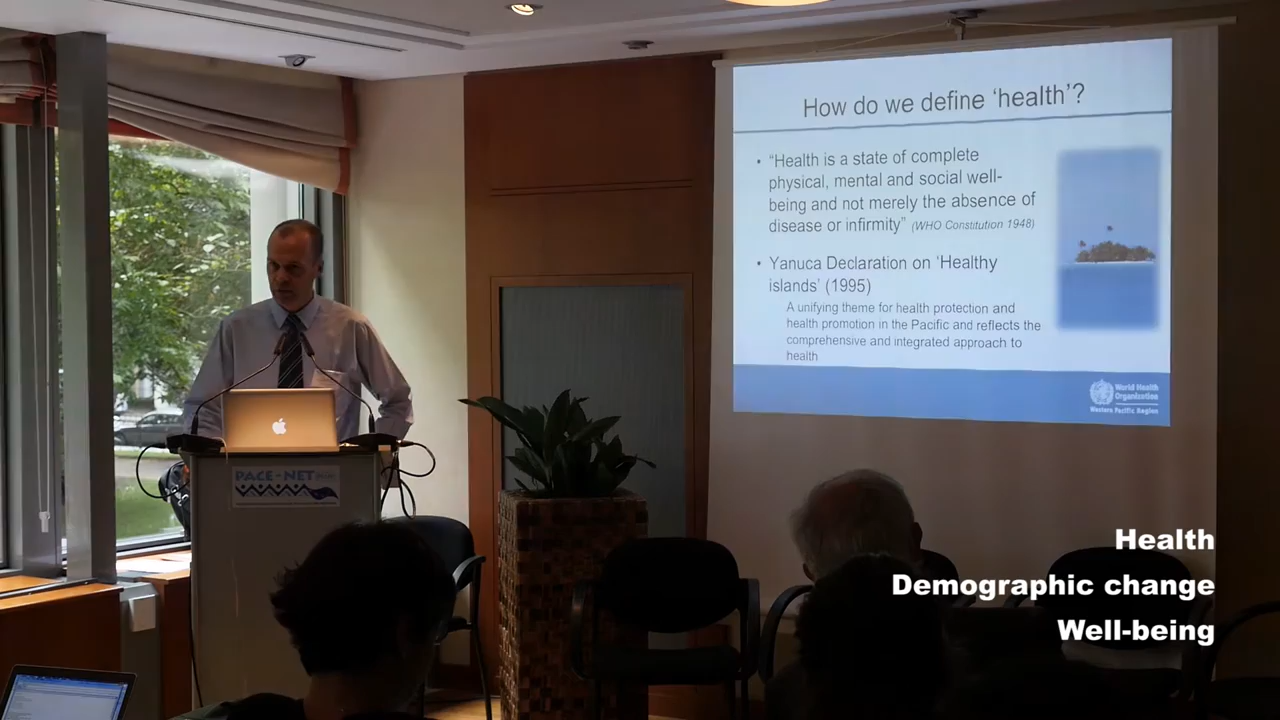 How do we define ‘health’?
• “Health is a state of complete
physical, mental and social well-
being and not merely the absence of
disease or infirmity” (WHO Constitution 1948)
• Yanuca Declaration on ‘Healthy
islands’ (1995)
A unifying theme for health protection and
health promotion in the Pacific and reflects the
comprehensive and integrated approach to
health
World Health
Organization
Western Pacific Region
PACE-NET
Health
Demographic change
Well-being